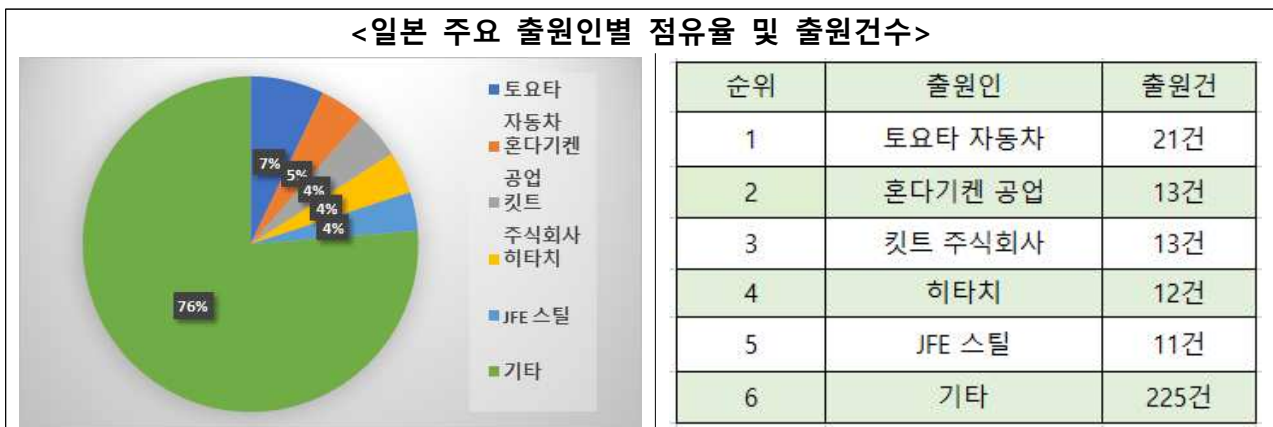 <일본 주요 출원인별 점유율 및 출원건수>
7%
5%
4%
4%
4%
76%
토요타
자동차
혼다기켄
공업
킷트
주식회사
히타치
JFE 스틸
기타
순위 출원인 출원건
1 토요타 자동차 21건
2 혼다기켄 공업 13건
3 킷트 주식회사 13건
4 히타치 12건
5 JFE 스틸 11건
6 기타 225건